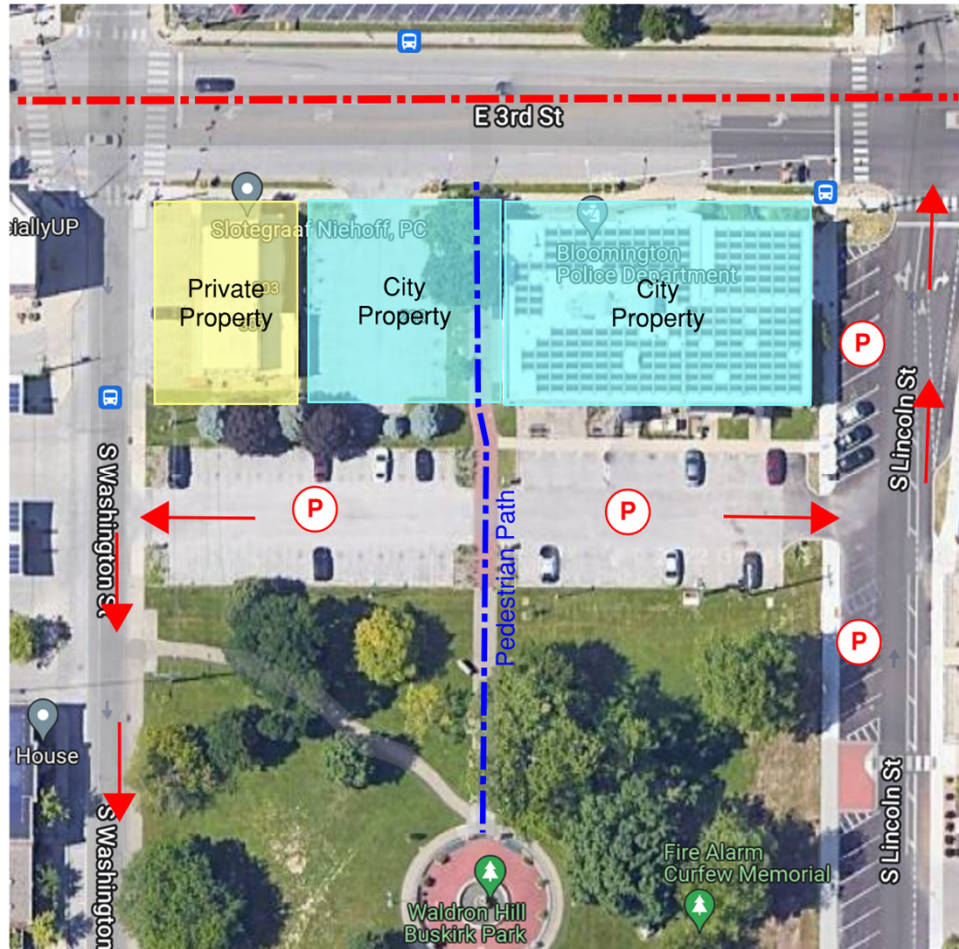 E 3rd St
ciallyUP
Slotegraaf Niehoff, PC
Bloomington
Police Department
Private
Property
City
Property
City
Property
P
S Lincoln St
S Washington St
P
P
Pedestrian Path
P
House
S Washington
S Lincoln St
Fire Alarm
Curfew Memorial
Waldron Hill
Buskirk Park